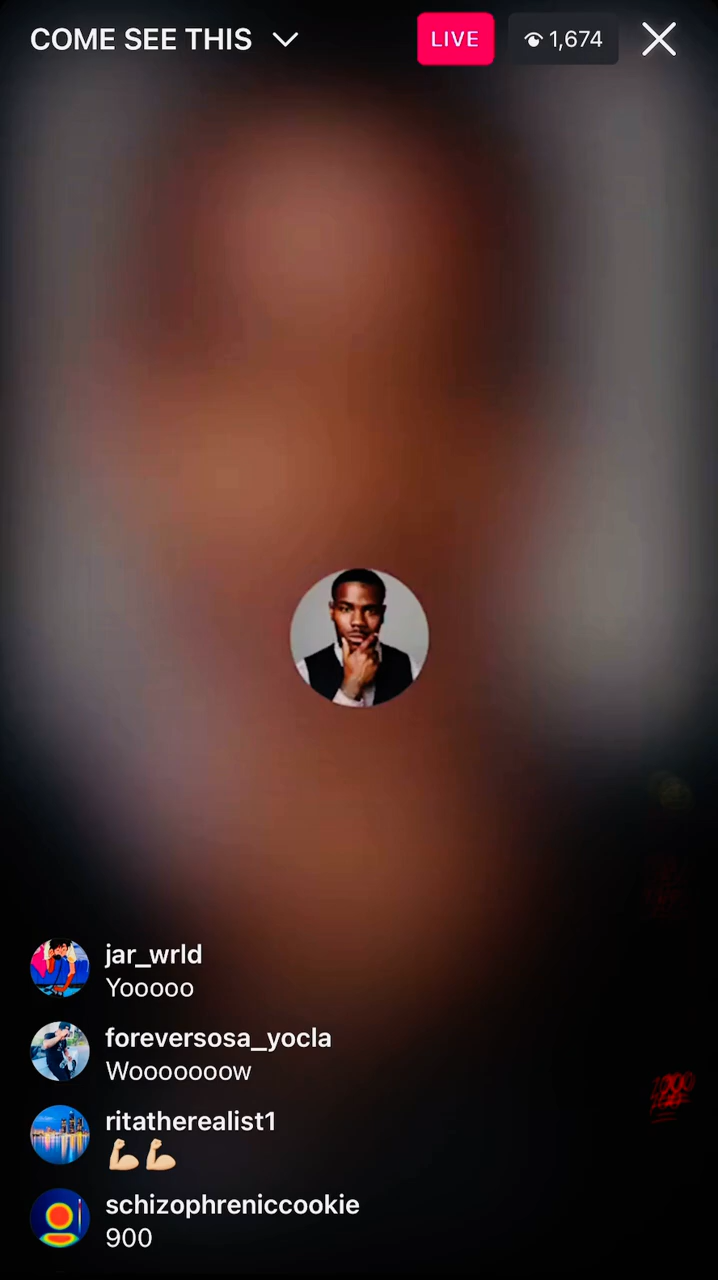 COME SEE THIS
LIVE
1,674
jar_wrld
Yooooo
foreversosa_yocla
Wooooooow
ritatherealist1
💪🏼💪🏼
schizophreniccookie
900